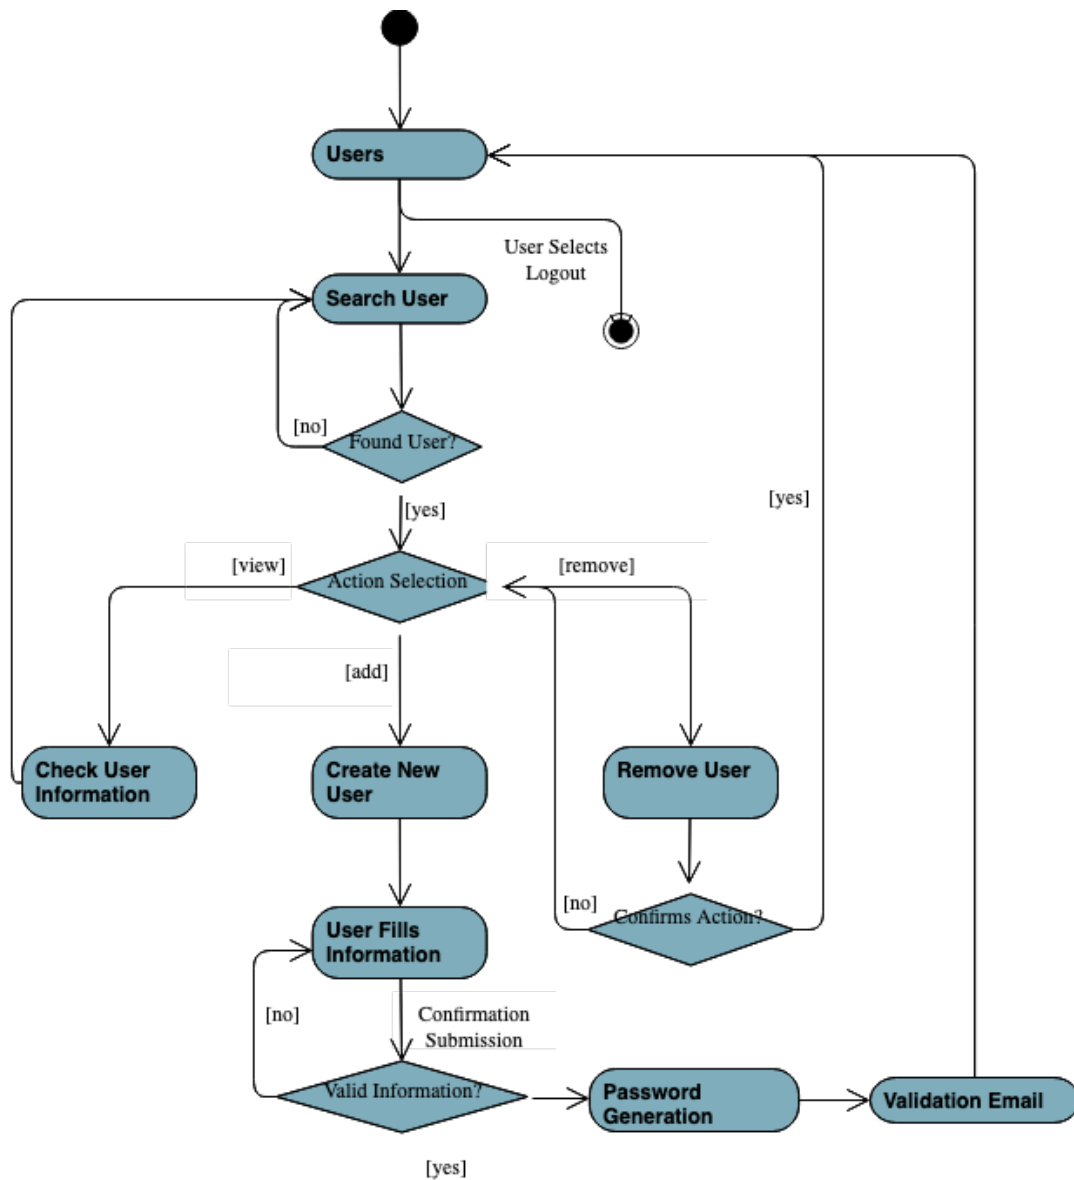 Users
User Selects
Logout
Search User
[no]
Found User?
[yes]
[yes]
[view]
Action Selection
[remove]
[add]
Check User
Information
Create New
User
Remove User
[no]
Confirms Action?
User Fills
Information
[no]
Confirmation
Submission
Valid Information?
Password
Generation
Validation Email
[yes]